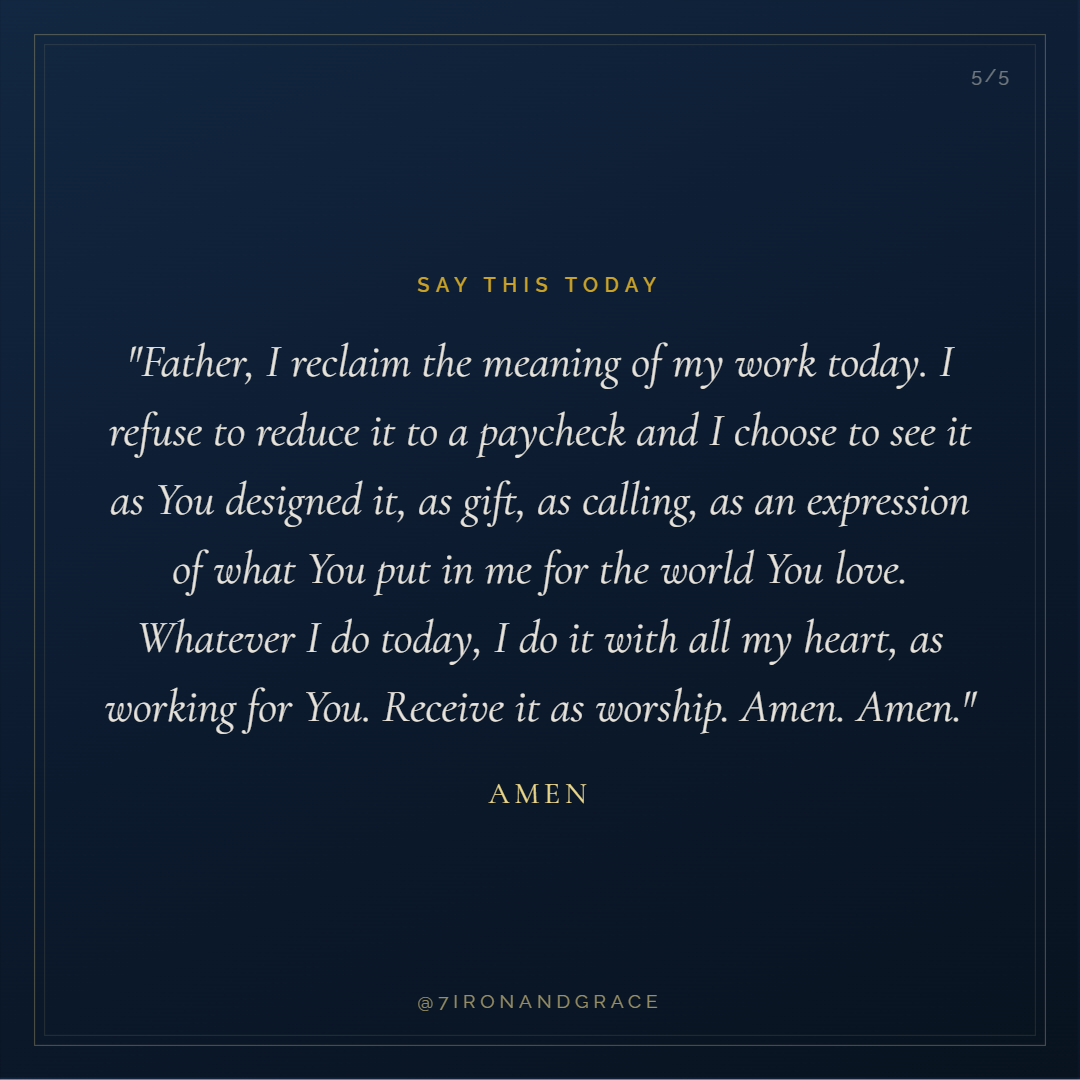 5/5
SAY THIS TODAY
"Father, I reclaim the meaning of my work today. I
refuse to reduce it to a paycheck and I choose to see it
as You designed it, as gift, as calling, as an expression
of what You put in me for the world You love.
Whatever I do today, I do it with all my heart, as
working for You. Receive it as worship. Amen. Amen."
AMEN
@7IRONANDGRACE